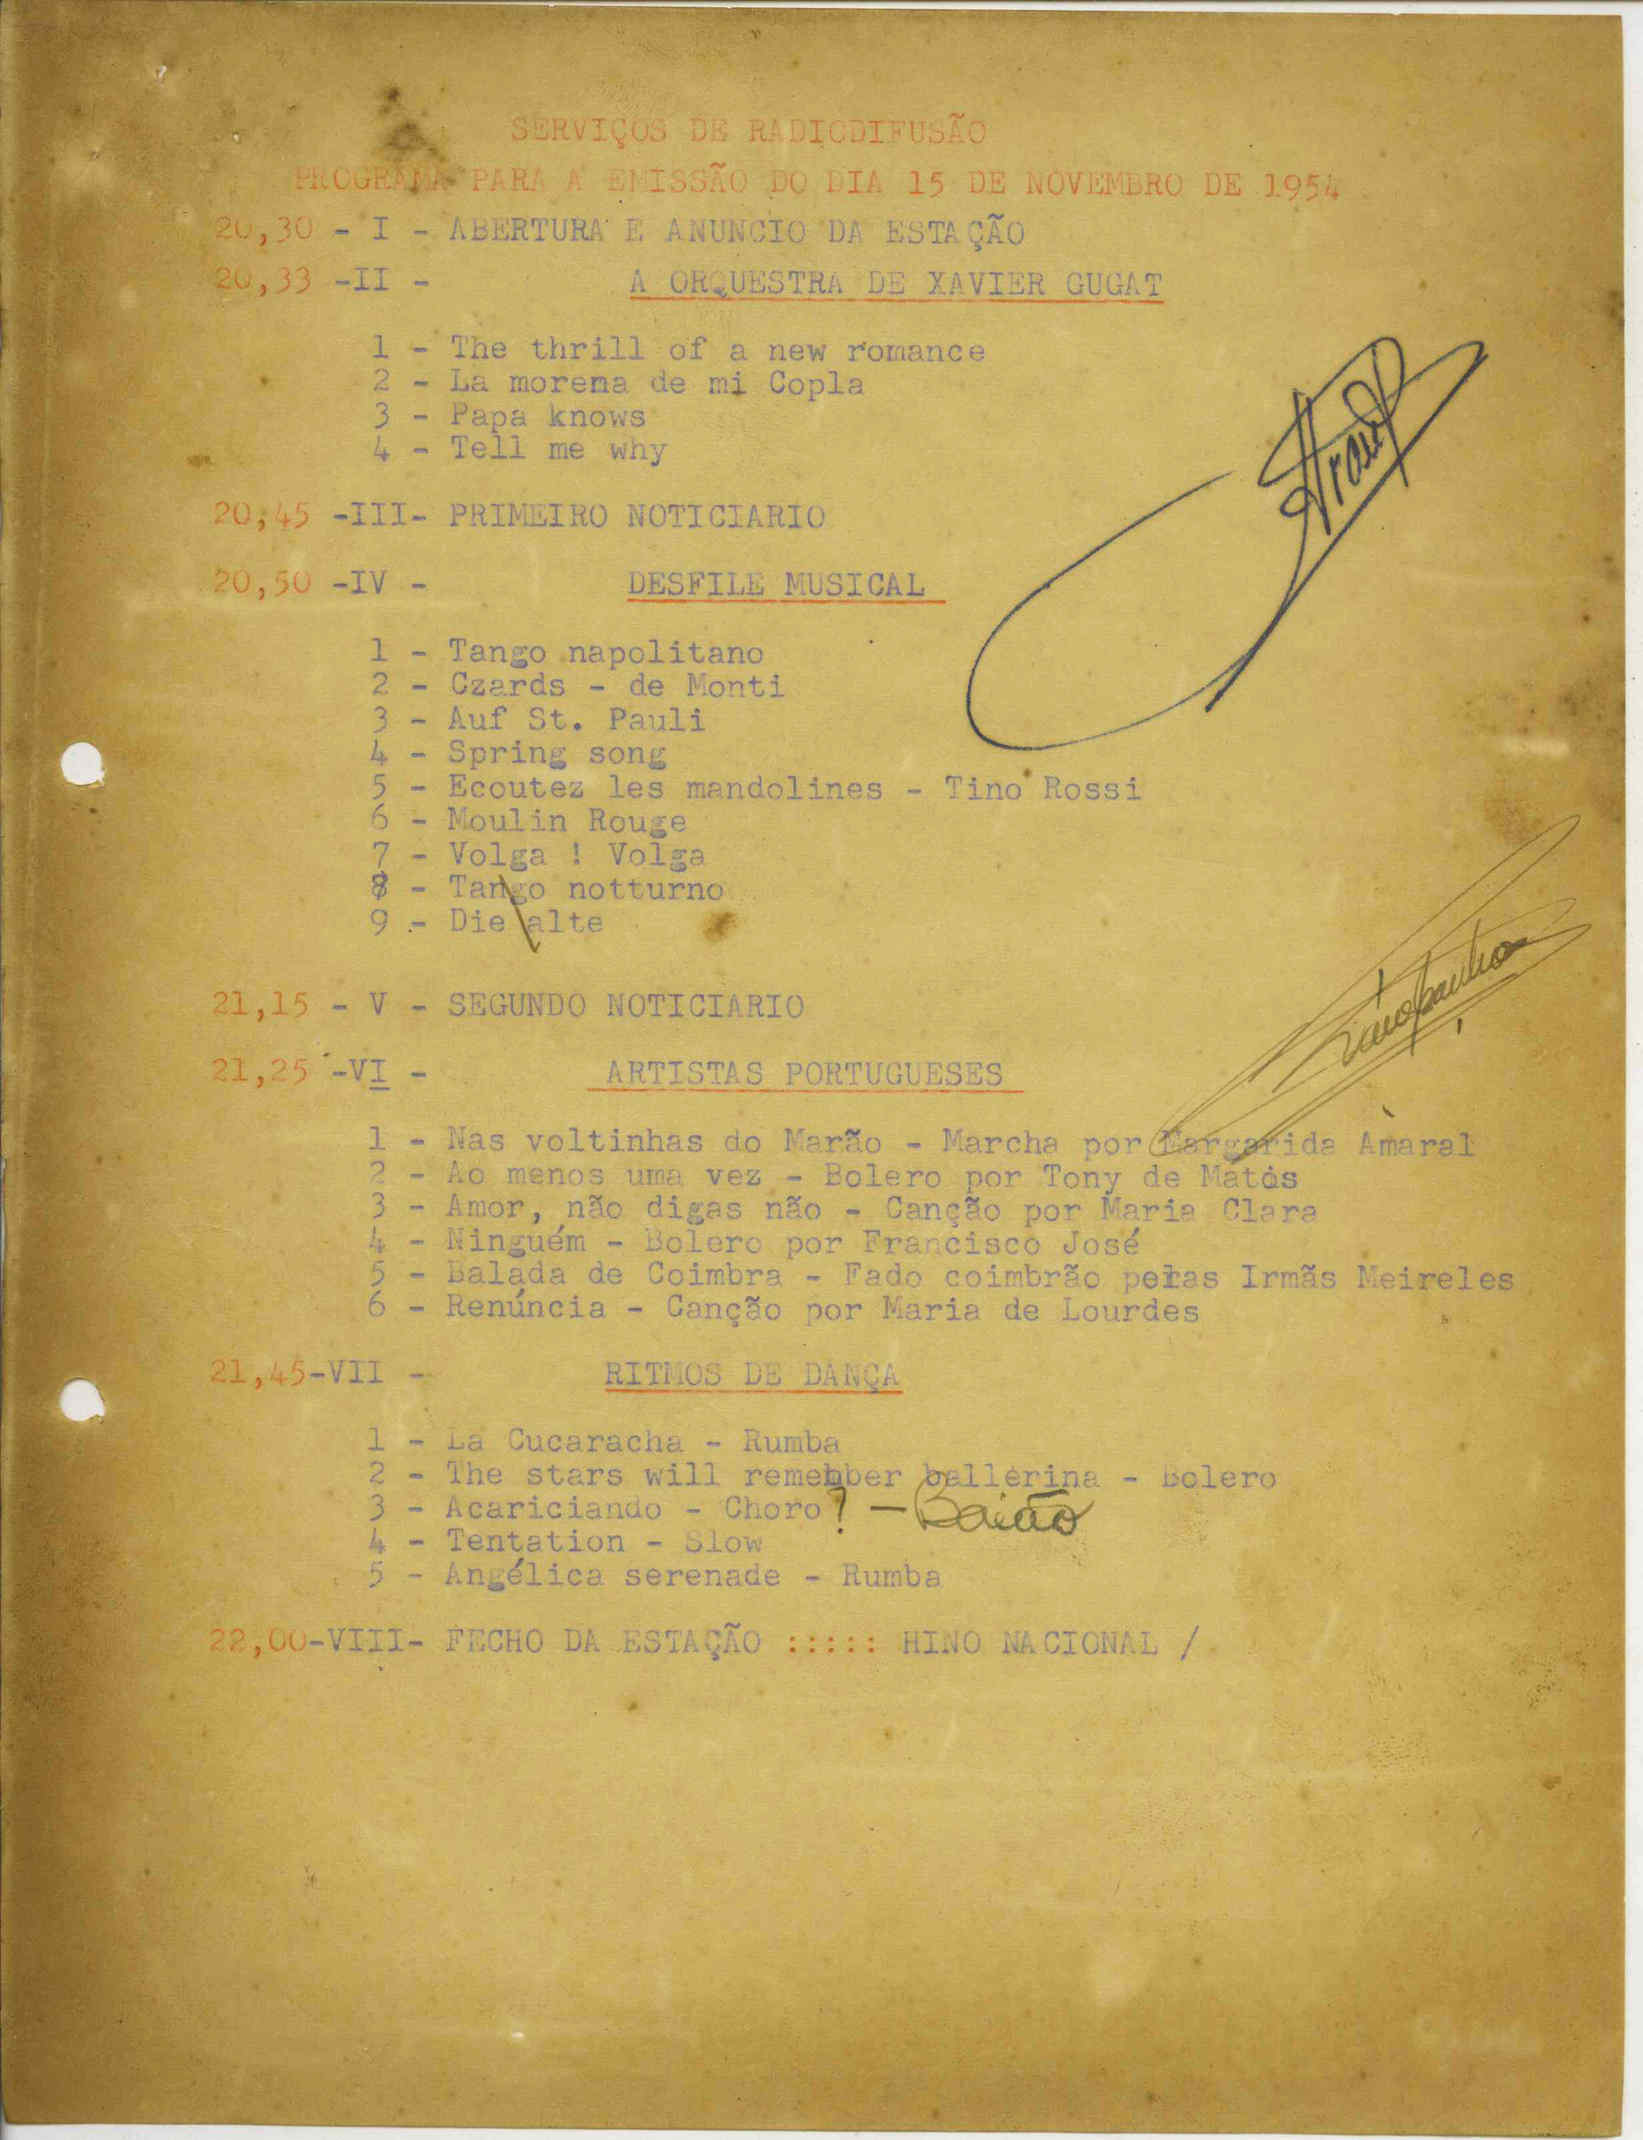 SERVIÇOS DE RADIODIFUSÃO
PROGRAMA PARA A EMISSÃO DO DIA 15 DE NOVEMBRO DE 1954
20,30 - I - ABERTURA E ANUNCIO DA ESTAÇÃO
20,33 -II - A ORQUESTRA DE XAVIER GUGAT
1 - The thrill of a new romance
2 - La morena de mi Copla
3 - Papa knows
4 - Tell me why
20,45 -III- PRIMEIRO NOTICIARIO
20,50 -IV - DESFILE MUSICAL
1 - Tango napolitano
2 - Czards - de Monti
3 - Auf St. Pauli
4 - Spring song
5 - Ecoutez les mandolines - Tino Rossi
6 - Moulin Rouge
7 - Volga ! Volga
8 - Tango notturno
9 - Die alte
21,15 - V - SEGUNDO NOTICIARIO
21,25 -VI - ARTISTAS PORTUGUESES
1 - Nas voltinhas do Marão - Marcha por Margarida Amaral
2 - Ao menos uma vez - Bolero por Tony de Matos
3 - Amor, não digas não - Canção por Maria Clara
4 - Ninguém - Bolero por Francisco José
5 - Balada de Coimbra - Fado coimbrão pelas Irmãs Meireles
6 - Renúncia - Canção por Maria de Lourdes
21,45-VII - RITMOS DE DANÇA
1 - La Cucaracha - Rumba
2 - The stars will remember ballerina - Bolero
3 - Acariciando - Choro ? - Baião
4 - Tentation - Slow
5 - Angélica serenade - Rumba
22,00-VIII- FECHO DA ESTAÇÃO ::::: HINO NACIONAL /